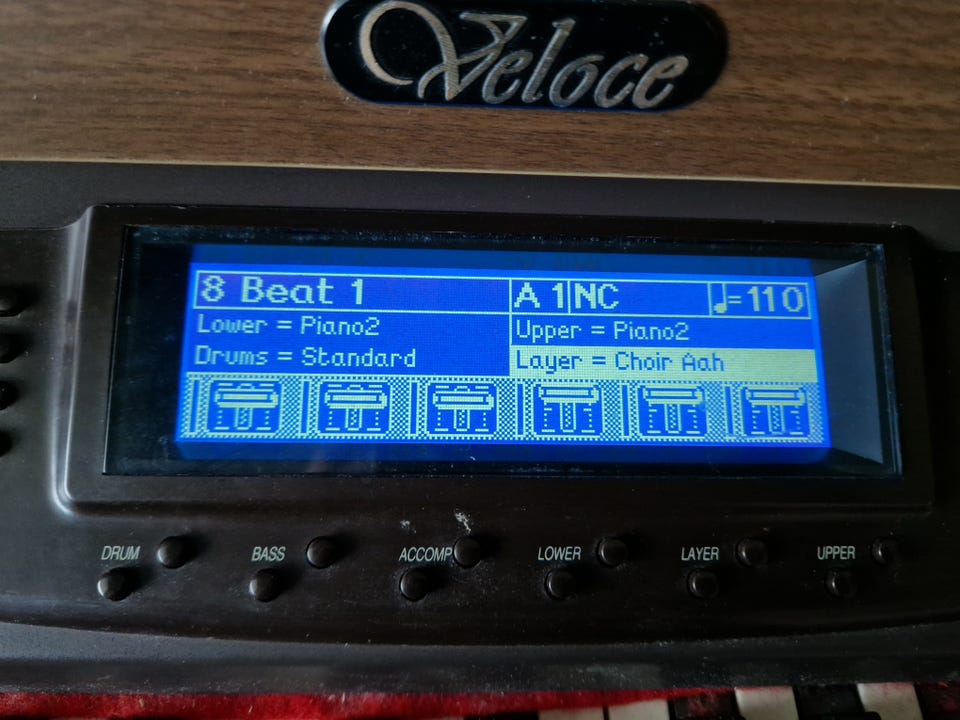 Veloce
8 Beat 1 A 1 NC ♩=110
Lower = Piano2 Upper = Piano2
Drums = Standard Layer = Choir Aah
DRUM BASS ACCOMP LOWER LAYER UPPER